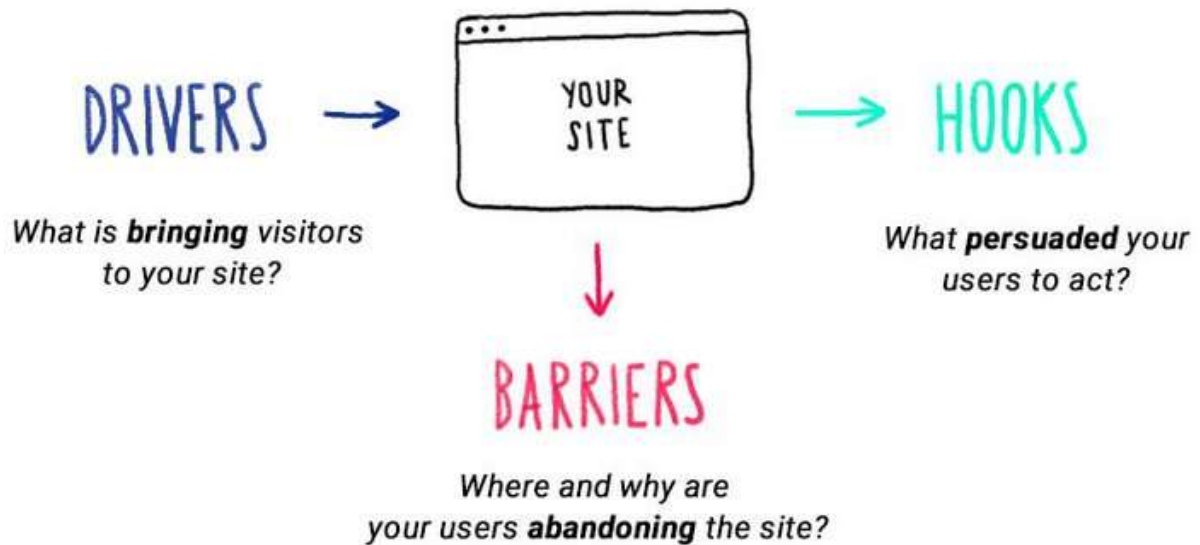 DRIVERS
What is bringing visitors
to your site?
YOUR
SITE
HOOKS
What persuaded your
users to act?
BARRIERS
Where and why are
your users abandoning the site?